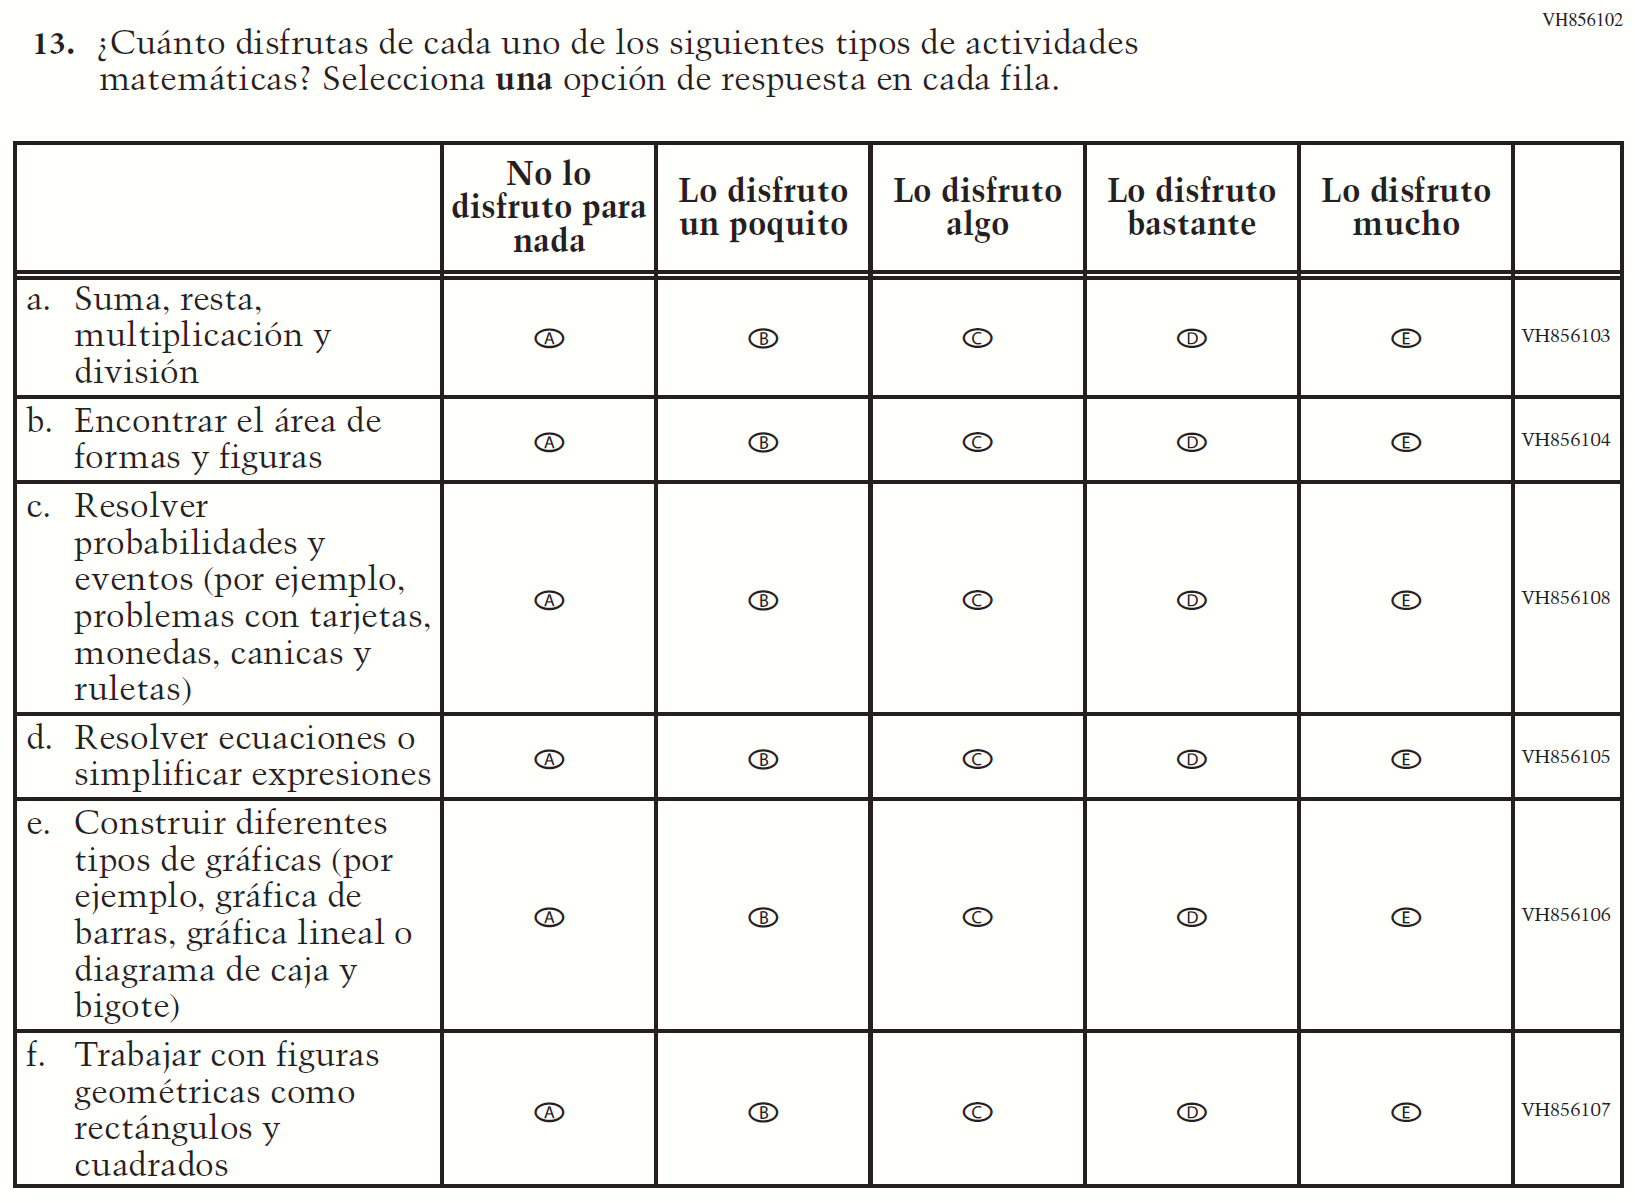 VH856102
13. ¿Cuánto disfrutas de cada uno de los siguientes tipos de actividades
matemáticas? Selecciona una opción de respuesta en cada fila.
No lo
disfruto para
nada
Lo disfruto
un poquito
Lo disfruto
algo
Lo disfruto
bastante
Lo disfruto
mucho
a. Suma, resta,
multiplicación y
división
A B C D E VH856103
b. Encontrar el área de
formas y figuras
A B C D E VH856104
c. Resolver
probabilidades y
eventos (por ejemplo,
problemas con tarjetas,
monedas, canicas y
ruletas)
A B C D E VH856108
d. Resolver ecuaciones o
simplificar expresiones
A B C D E VH856105
e. Construir diferentes
tipos de gráficas (por
ejemplo, gráfica de
barras, gráfica lineal o
diagrama de caja y
bigote)
A B C D E VH856106
f. Trabajar con figuras
geométricas como
rectángulos y
cuadrados
A B C D E VH856107